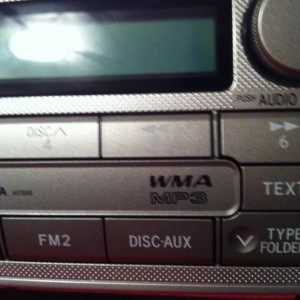 PUSH AUDIO
DISC∧
4
◀◀
▶▶
6
WMA
MP3
TEXT
FM2
DISC·AUX
TYPE
FOLDER